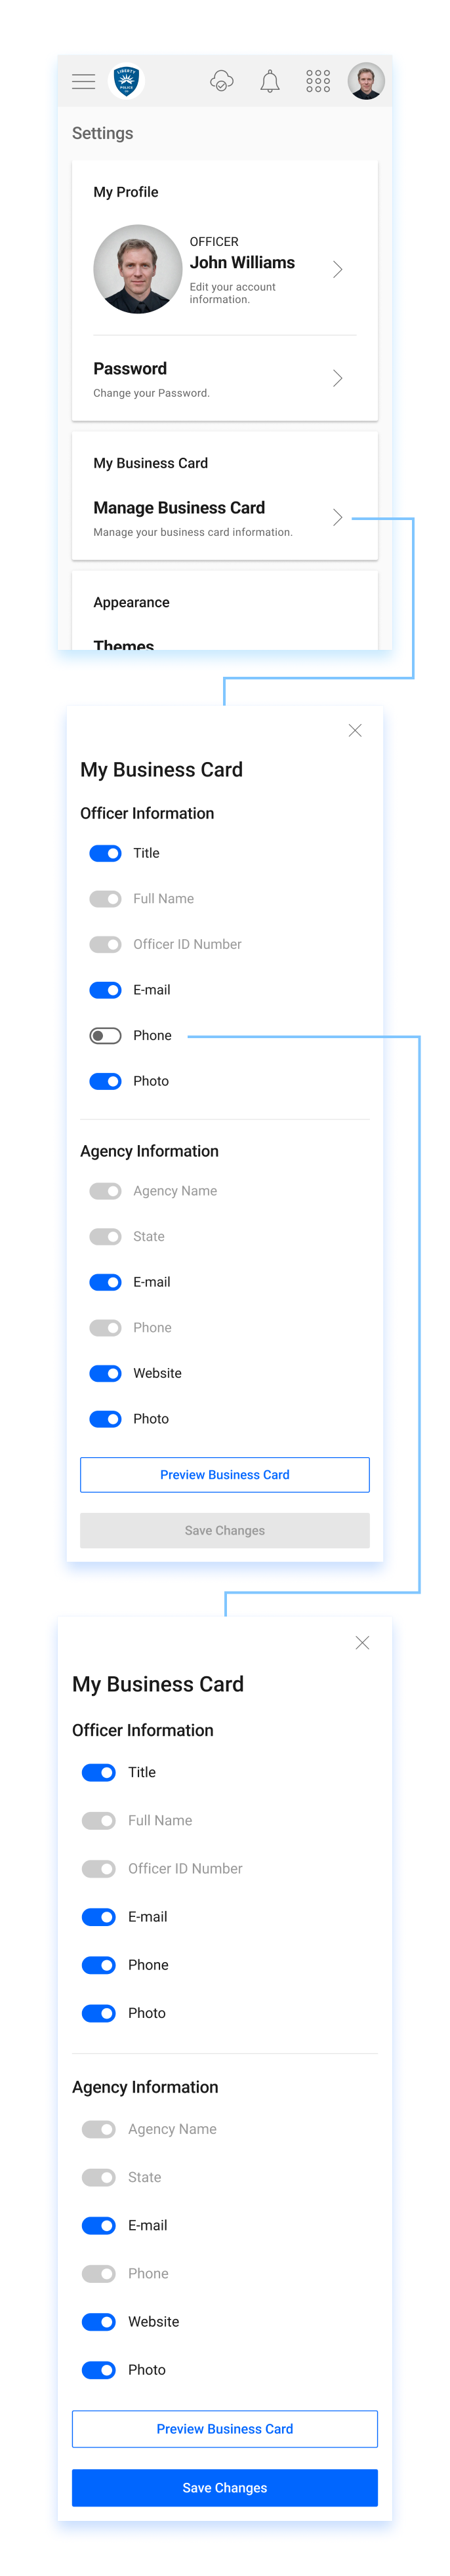 LIBERTY
POLICE
Settings
My Profile
OFFICER
John Williams
Edit your account
information.
Password
Change your Password.
My Business Card
Manage Business Card
Manage your business card information.
Appearance
Themes
My Business Card
Officer Information
Title
Full Name
Officer ID Number
E-mail
Phone
Photo
Agency Information
Agency Name
State
E-mail
Phone
Website
Photo
Preview Business Card
Save Changes
My Business Card
Officer Information
Title
Full Name
Officer ID Number
E-mail
Phone
Photo
Agency Information
Agency Name
State
E-mail
Phone
Website
Photo
Preview Business Card
Save Changes